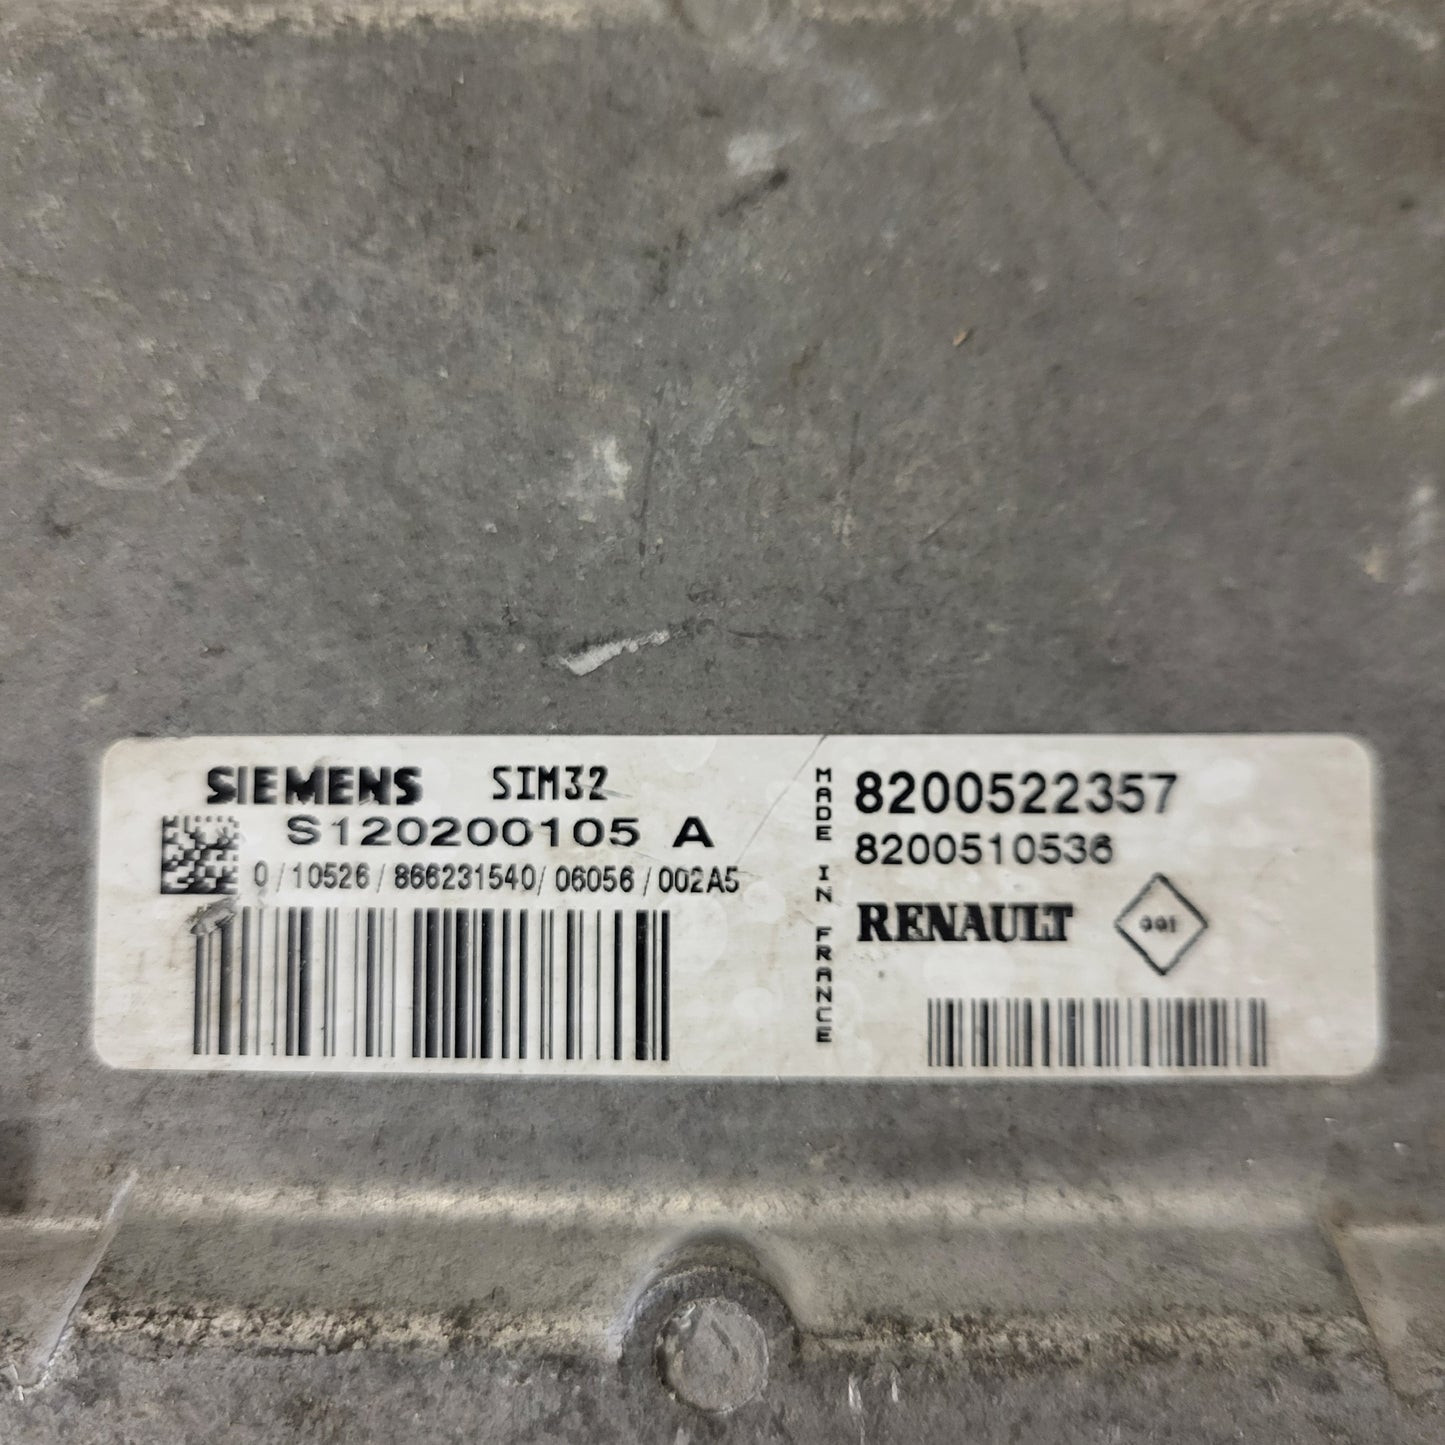 SIEMENS SIM32
S120200105 A
0/10526/866231540/06056/002A5
MADE IN FRANCE
8200522357
8200510536
RENAULT